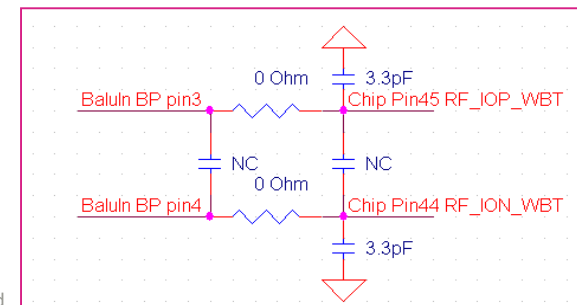 0 Ohm
3.3pF
Baluln BP pin3
Chip Pin45 RF_IOP_WBT
NC
NC
0 Ohm
Baluln BP pin4
Chip Pin44 RF_ION_WBT
3.3pF